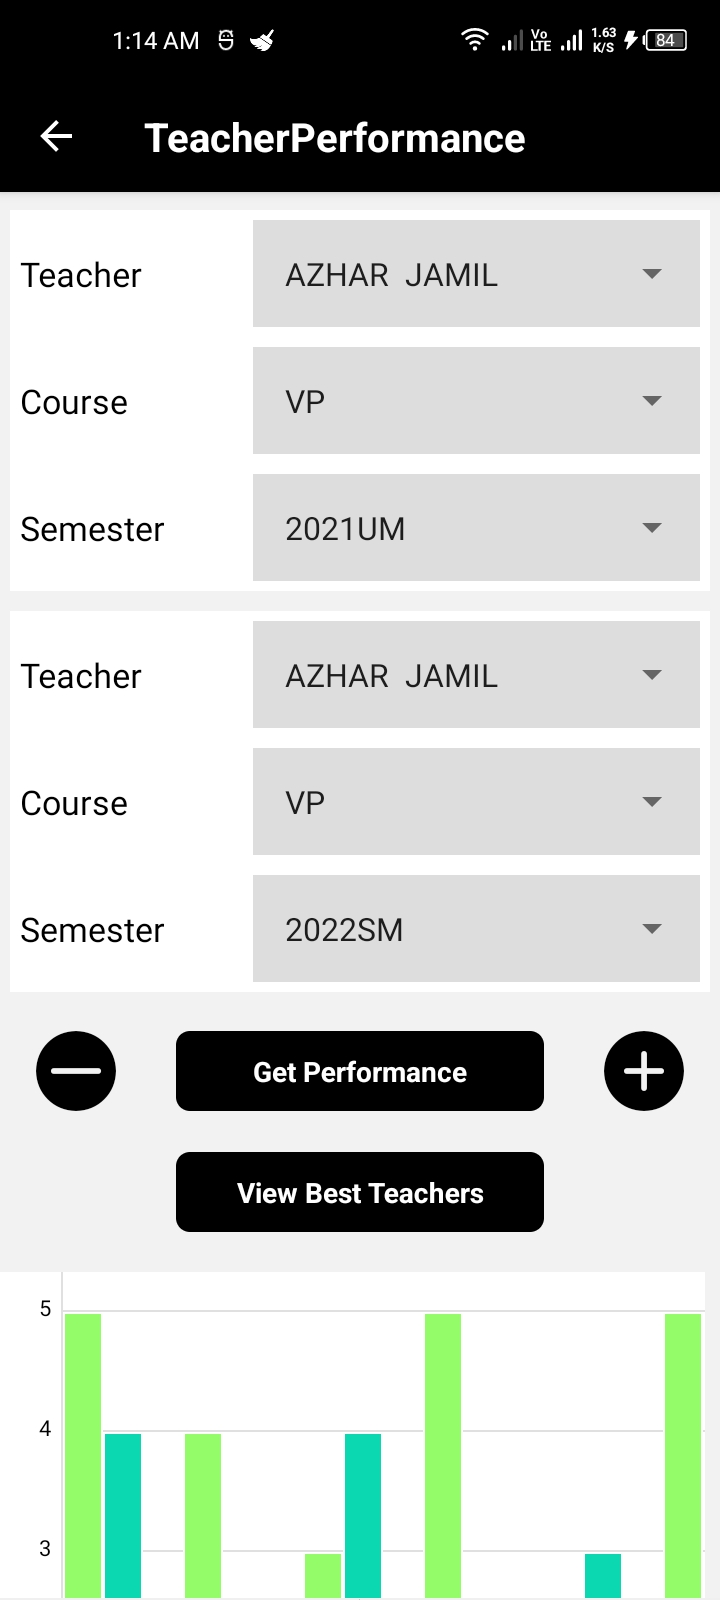 1:14 AM Vo LTE 1.63 K/S 84
TeacherPerformance
Teacher AZHAR JAMIL
Course VP
Semester 2021UM
Teacher AZHAR JAMIL
Course VP
Semester 2022SM
Get Performance
View Best Teachers
5
4
3